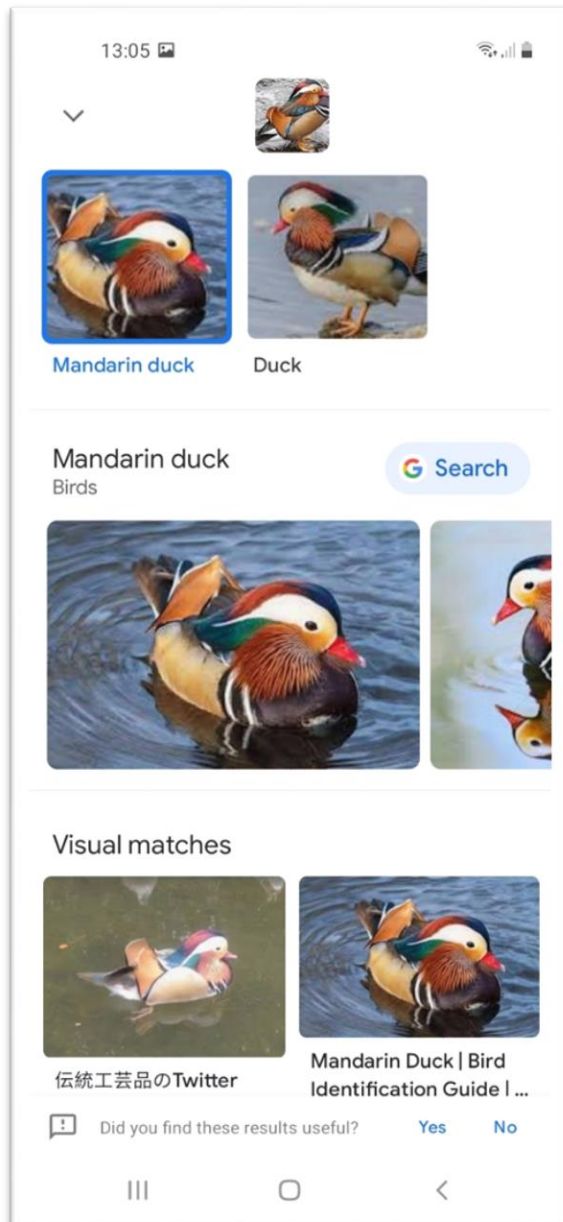 13:05
Mandarin duck
Duck
Mandarin duck
Search
Birds
Visual matches
伝統工芸品のTwitter
Mandarin Duck | Bird
Identification Guide | ...
Did you find these results useful?
Yes
No